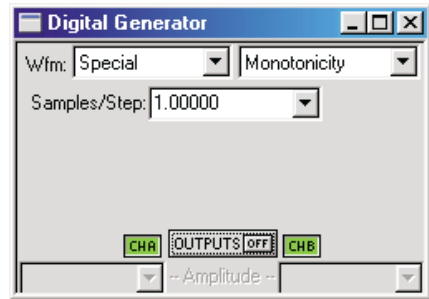 Digital Generator
Wfm: Special Monotonicity
Samples/Step: 1.00000
CHA OUTPUTS OFF CHB
-- Amplitude --